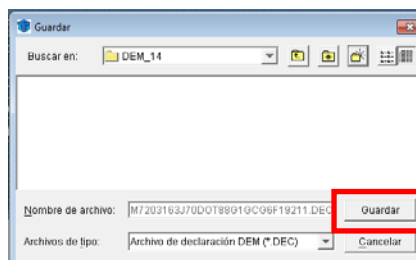 Guardar
Buscar en: DEM_14
Nombre de archivo: M7203163J70DOT88G1GCG6F19211.DEC Guardar
Archivos de tipo: Archivo de declaración DEM (*.DEC) Cancelar